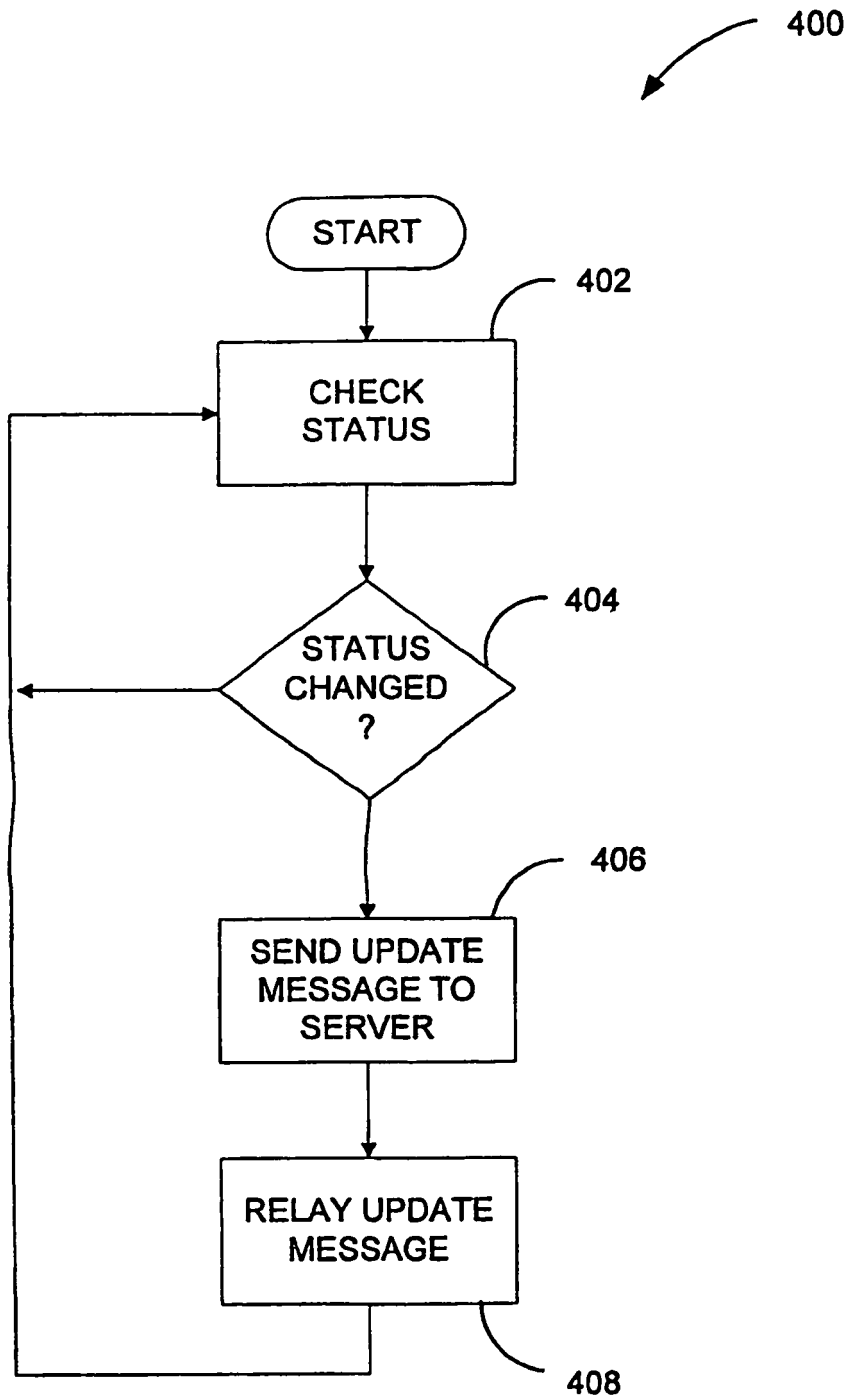 400
START
402
CHECK
STATUS
404
STATUS
CHANGED
?
406
SEND UPDATE
MESSAGE TO
SERVER
RELAY UPDATE
MESSAGE
408